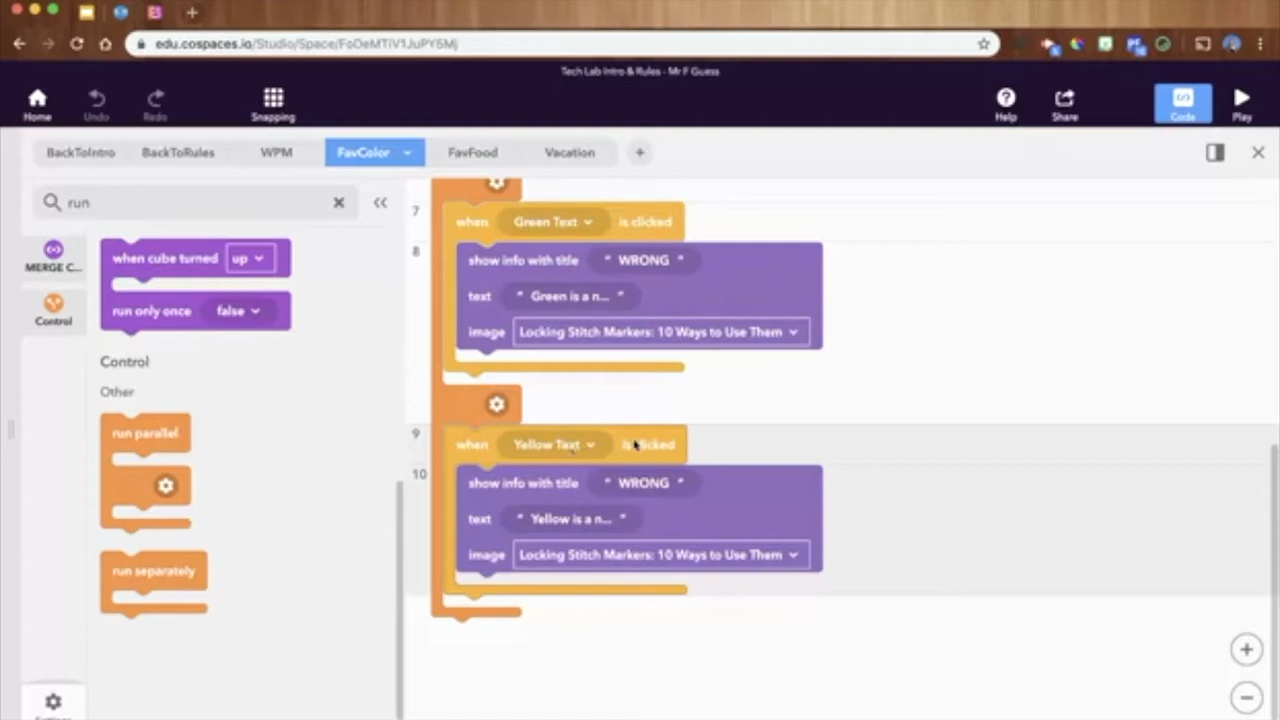 edu.cospaces.io/Studio/Space/FoDeMTiV1JuPY5Mj
Tech Lab Intro & Rules - Mr F Guess
Home
Undo
Redo
Snapping
Help
Share
Code
Play
BackToIntro
BackToRules
WPM
FavColor
FavFood
Vacation
+
run
MERGE C...
Control
when cube turned up
run only once false
Control
Other
run parallel
run separately
7
when Green Text is clicked
8
show info with title " WRONG "
text " Green is a n... "
image Locking Stitch Markers: 10 Ways to Use Them
9
when Yellow Text is clicked
10
show info with title " WRONG "
text " Yellow is a n... "
image Locking Stitch Markers: 10 Ways to Use Them